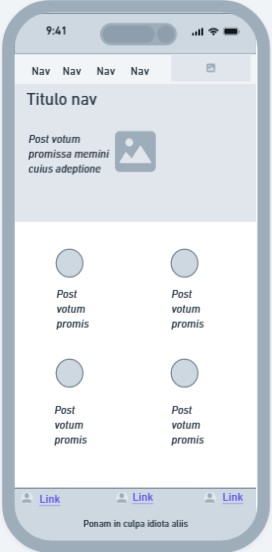 9:41
Nav Nav Nav Nav
Titulo nav
Post votum
promissa memini
cuius adeptione
Post
votum
promis
Post
votum
promis
Post
votum
promis
Post
votum
promis
Link Link Link
Ponam in culpa idiota aliis